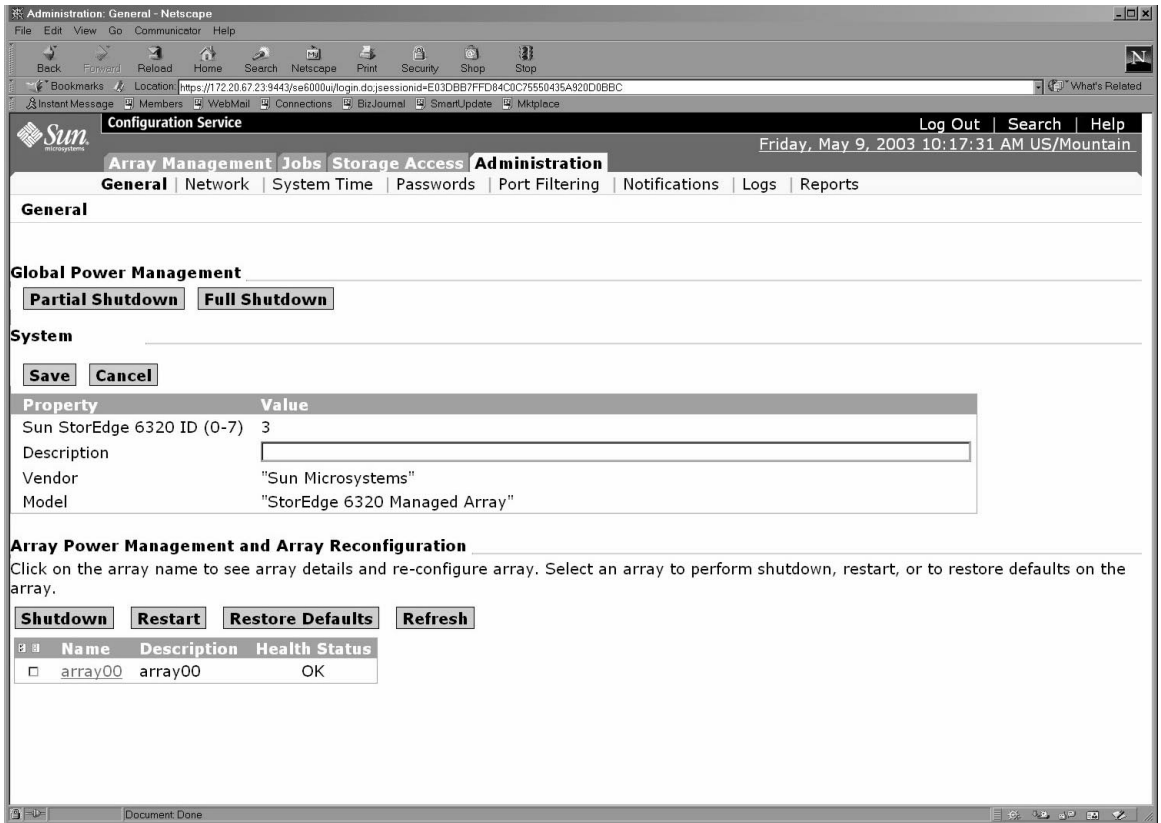 Administration: General - Netscape
File Edit View Go Communicator Help
Back Forward Reload Home Search Netscape Print Security Shop Stop
Bookmarks Location: https://172.20.67.23:9443/se6000ui/login.do;jsessionid=E03DBB7FFD84C0C75550435A920D0BBC What's Related
Instant Message Members WebMail Connections BizJournal SmartUpdate Mktplace
Sun microsystems
Configuration Service
Log Out | Search | Help
Friday, May 9, 2003 10:17:31 AM US/Mountain
Array Management Jobs Storage Access Administration
General | Network | System Time | Passwords | Port Filtering | Notifications | Logs | Reports
General
Global Power Management
Partial Shutdown Full Shutdown
System
Save Cancel
Property Value
Sun StorEdge 6320 ID (0-7) 3
Description
Vendor "Sun Microsystems"
Model "StorEdge 6320 Managed Array"
Array Power Management and Array Reconfiguration
Click on the array name to see array details and re-configure array. Select an array to perform shutdown, restart, or to restore defaults on the
array.
Shutdown Restart Restore Defaults Refresh
Name Description Health Status
array00 array00 OK
Document: Done